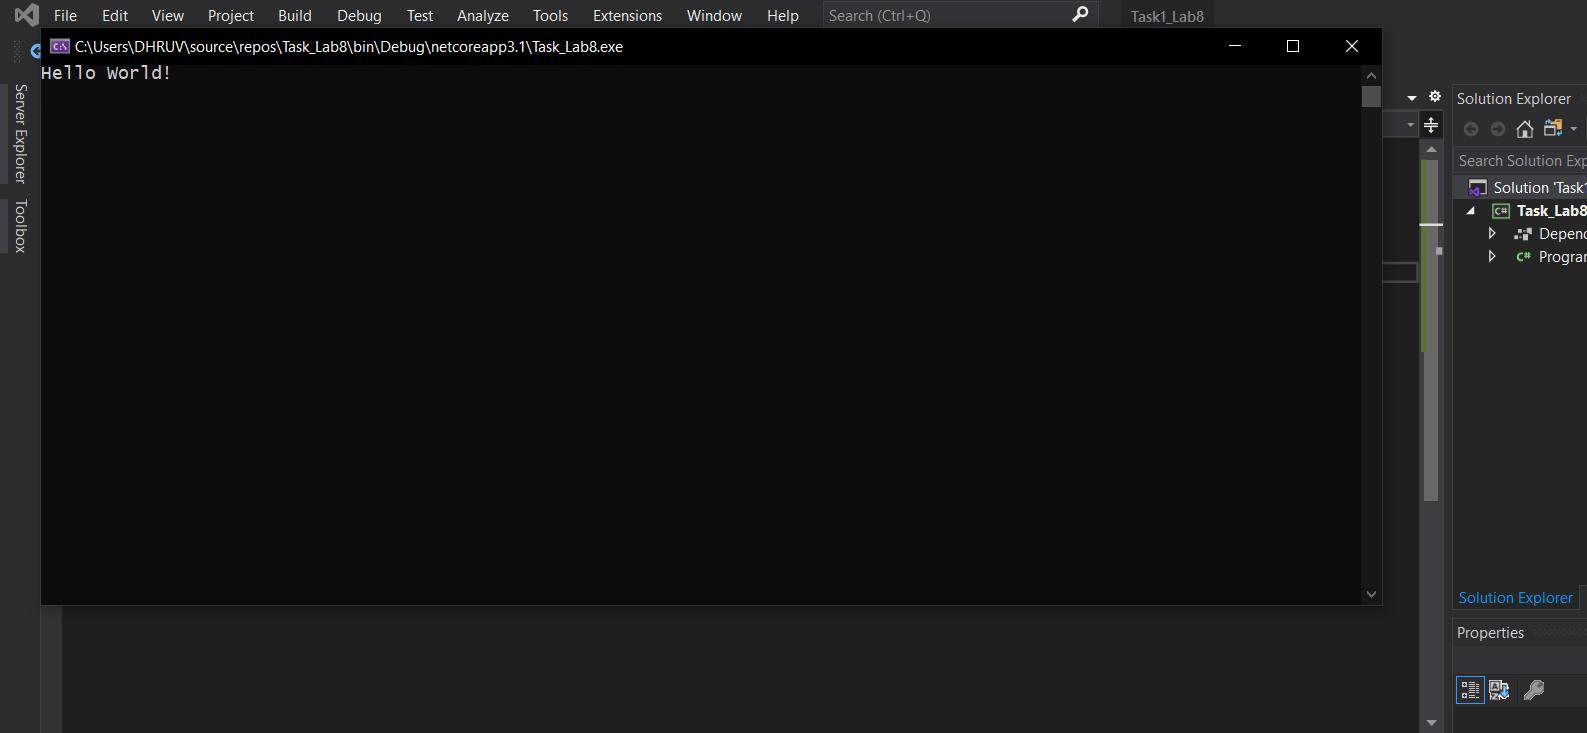 File Edit View Project Build Debug Test Analyze Tools Extensions Window Help Search (Ctrl+Q) Task1_Lab8
C:\Users\DHRUV\source\repos\Task_Lab8\bin\Debug\netcoreapp3.1\Task_Lab8.exe
Hello World!
Server Explorer
Toolbox
Solution Explorer
Search Solution Exp
Solution 'Task1
C# Task_Lab8
Depend
C# Program
Solution Explorer
Properties